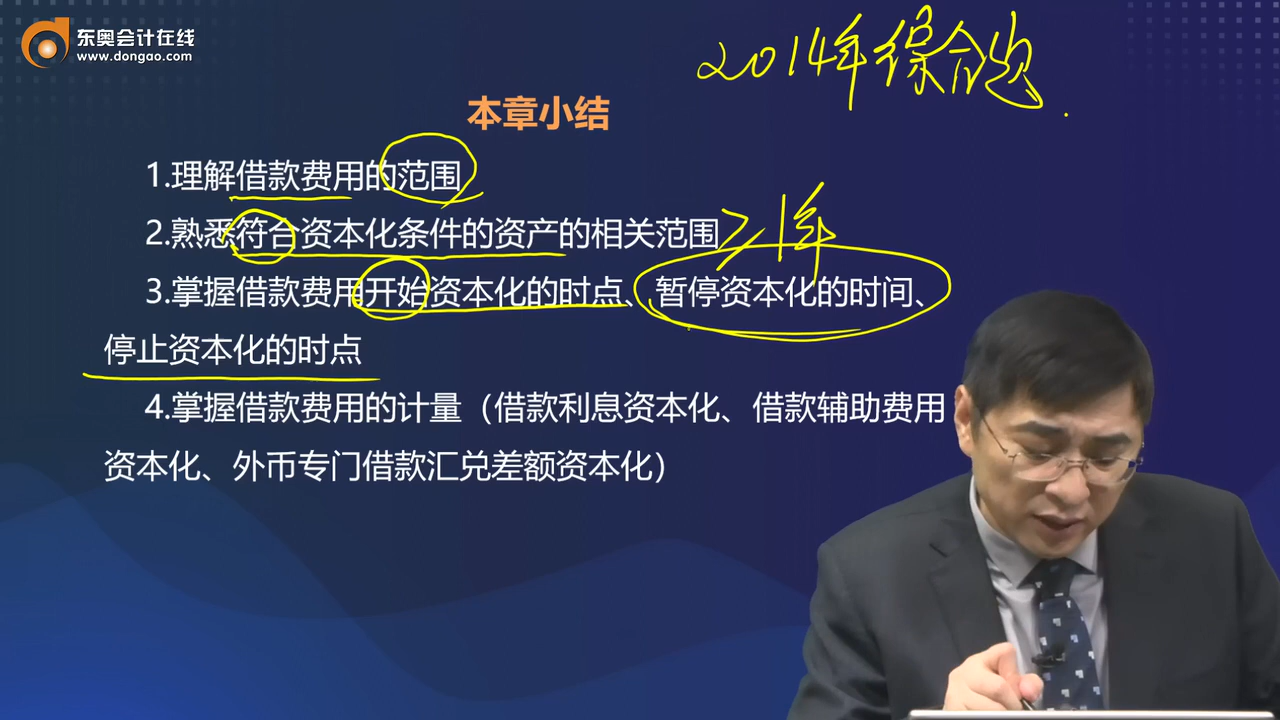 东奥会计在线
www.dongao.com
2014年综合题.
本章小结
1.理解借款费用的范围
2.熟悉符合资本化条件的资产的相关范围 ≥1年
3.掌握借款费用开始资本化的时点、暂停资本化的时间、
停止资本化的时点
4.掌握借款费用的计量（借款利息资本化、借款辅助费用
资本化、外币专门借款汇兑差额资本化）